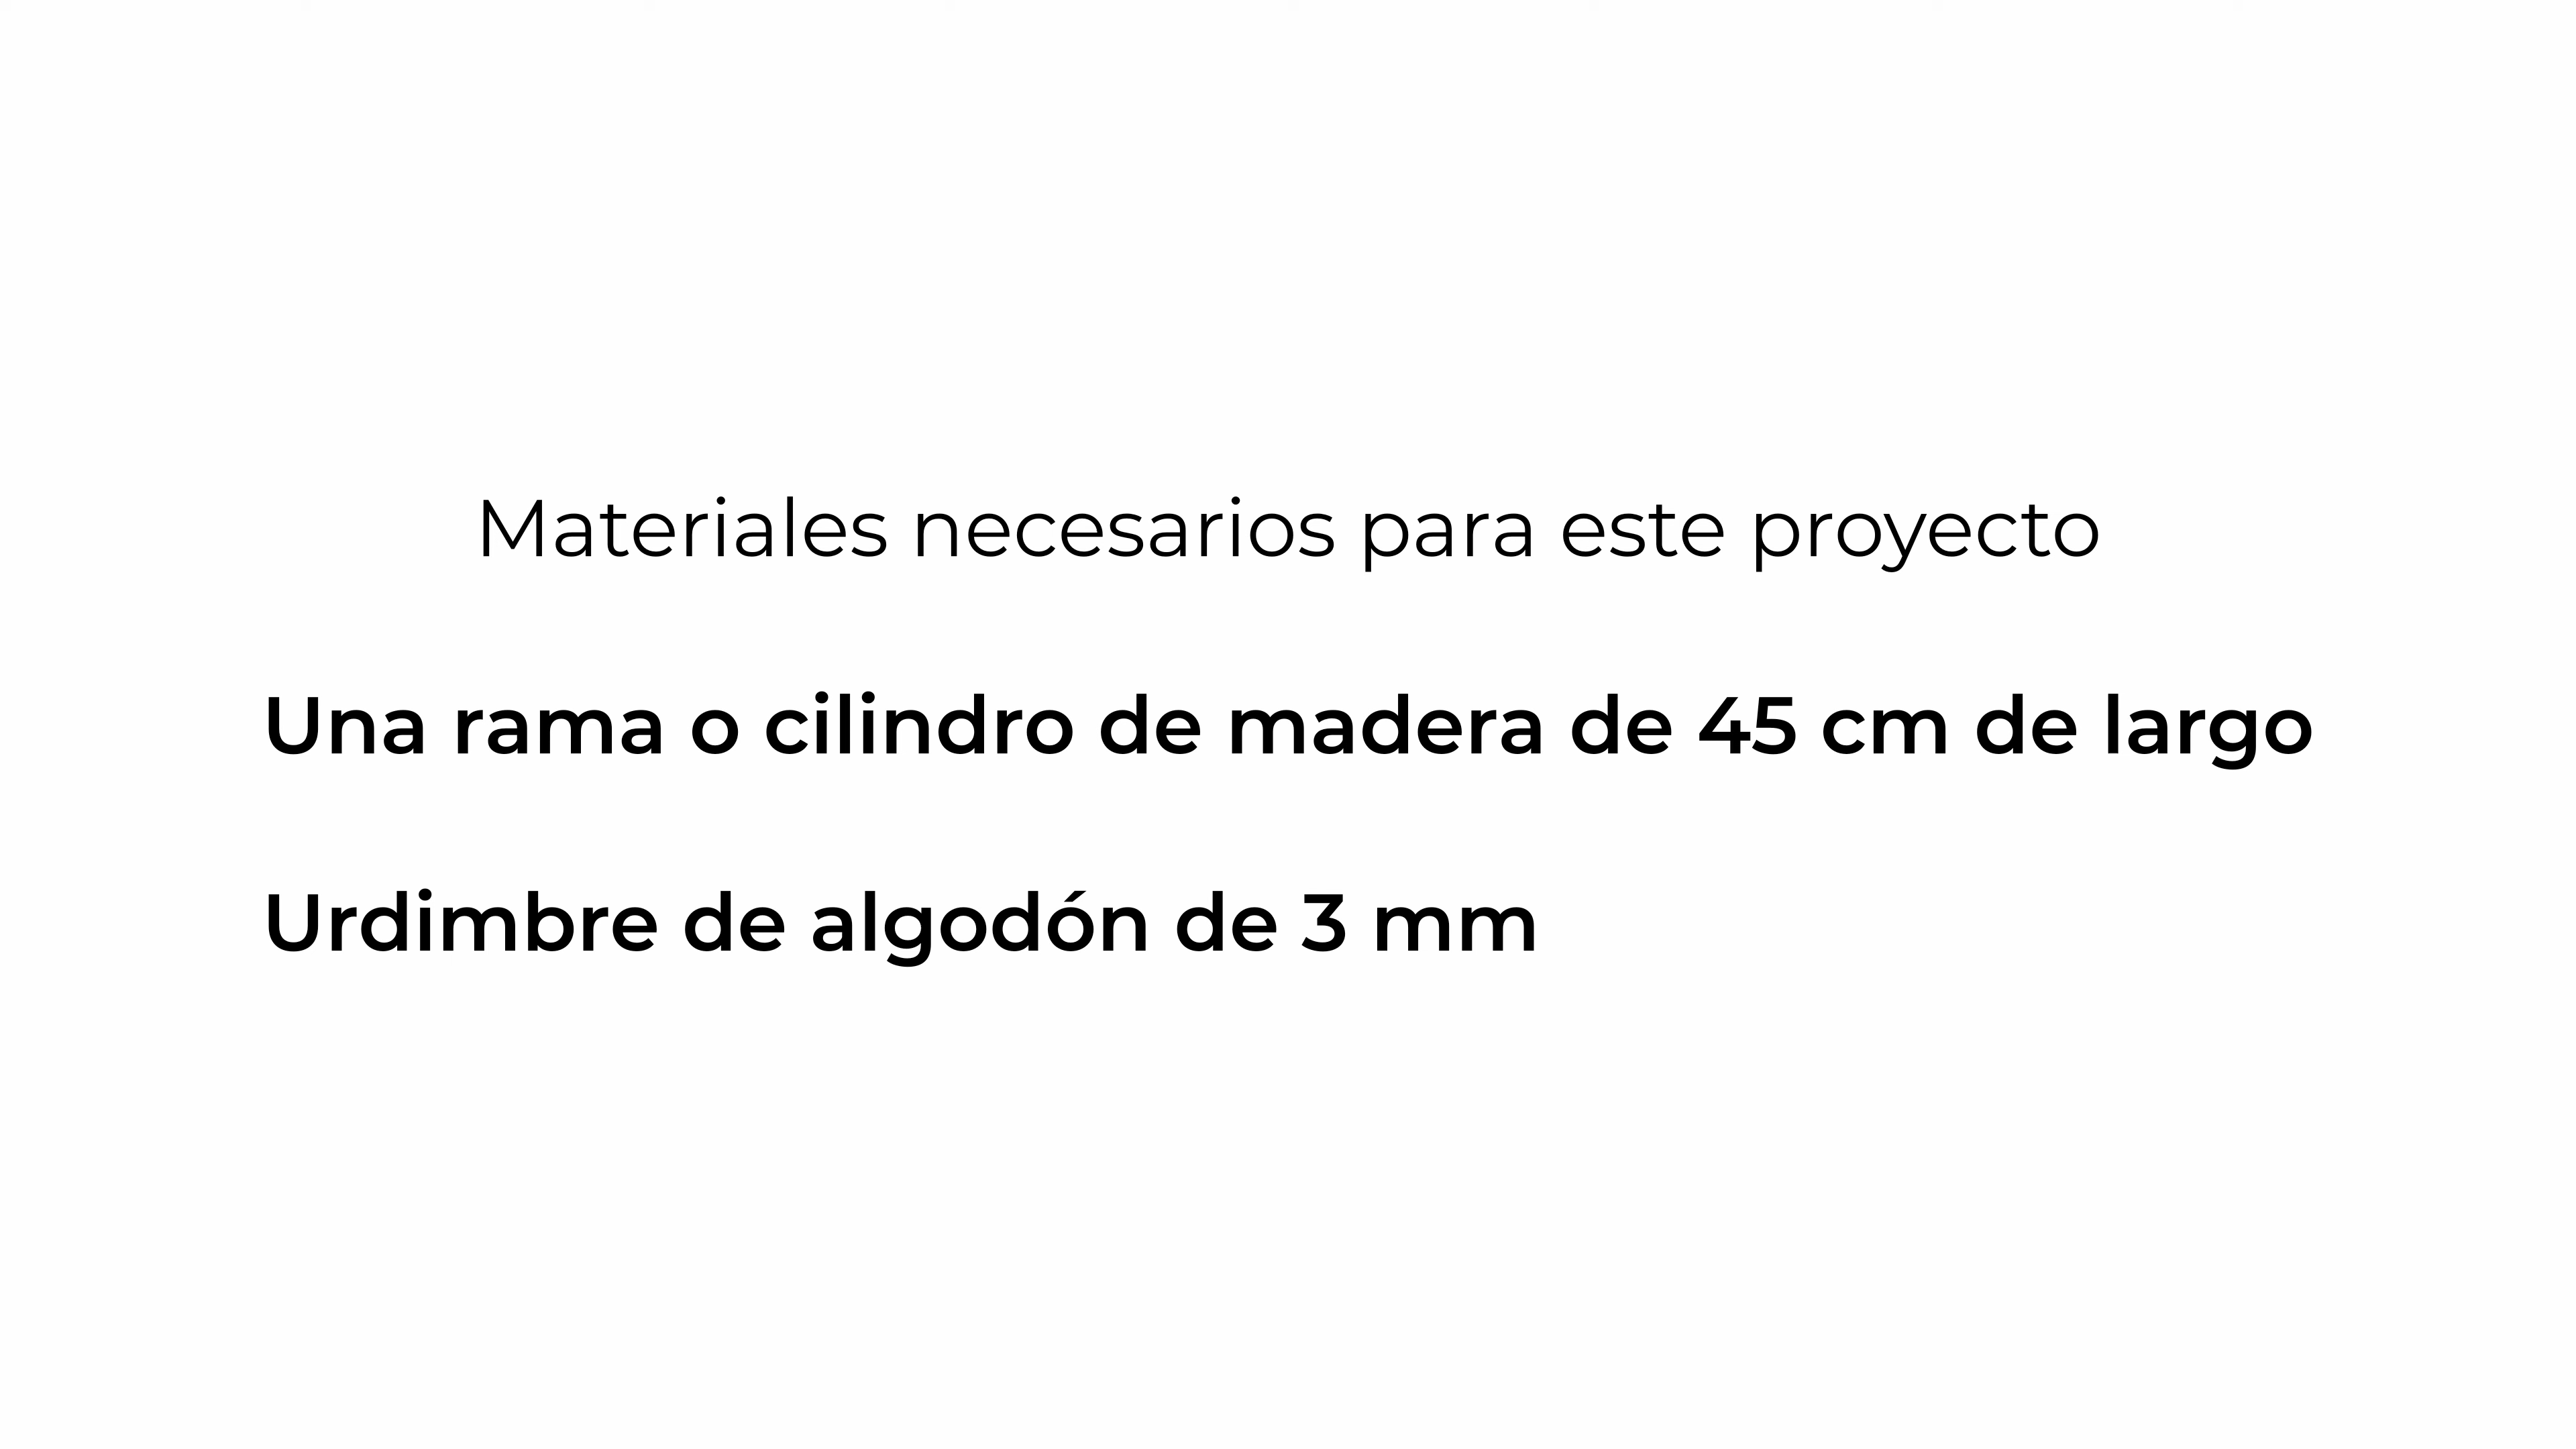 Materiales necesarios para este proyecto
Una rama o cilindro de madera de 45 cm de largo
Urdimbre de algodón de 3 mm